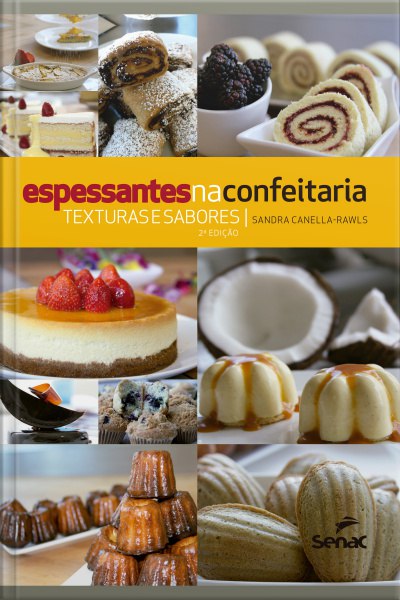 espessantesnaconfeitaria
TEXTURAS E SABORES | SANDRA CANELLA-RAWLS
2ª EDIÇÃO
Senac